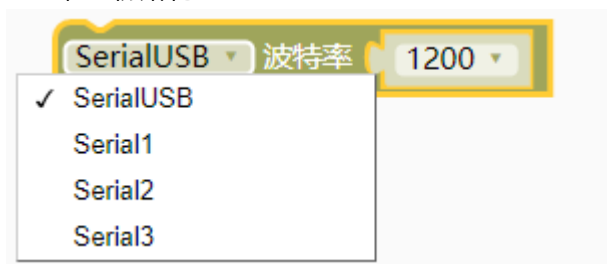 SerialUSB 波特率 1200
✓ SerialUSB
Serial1
Serial2
Serial3